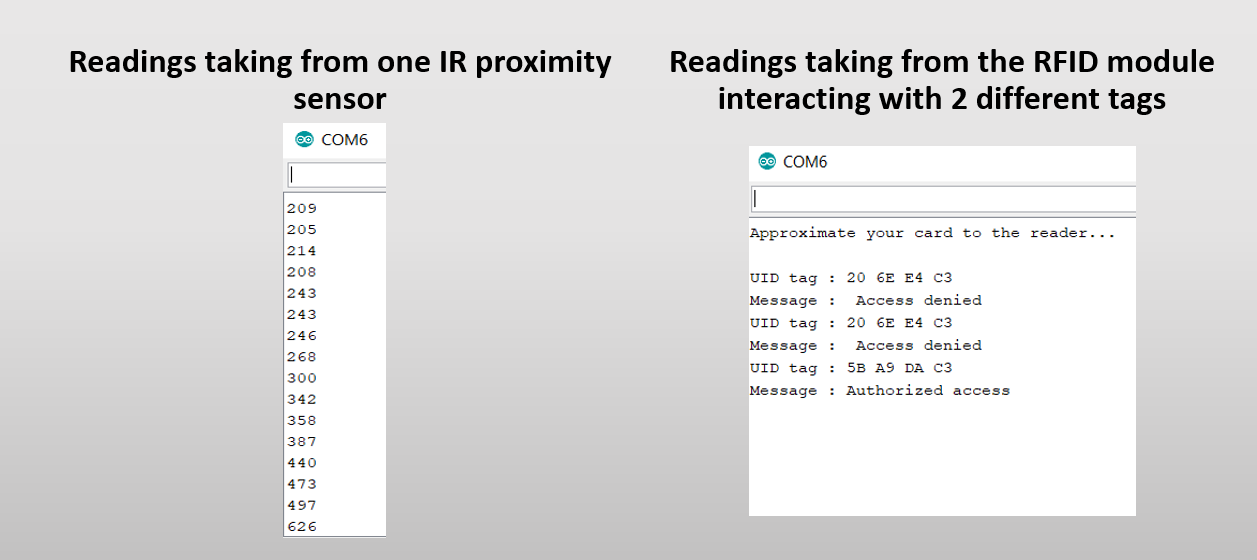 Readings taking from one IR proximity
sensor
COM6
209
205
214
208
243
243
246
268
300
342
358
387
440
473
497
626
Readings taking from the RFID module
interacting with 2 different tags
COM6
Approximate your card to the reader...
UID tag : 20 6E E4 C3
Message :  Access denied
UID tag : 20 6E E4 C3
Message :  Access denied
UID tag : 5B A9 DA C3
Message : Authorized access